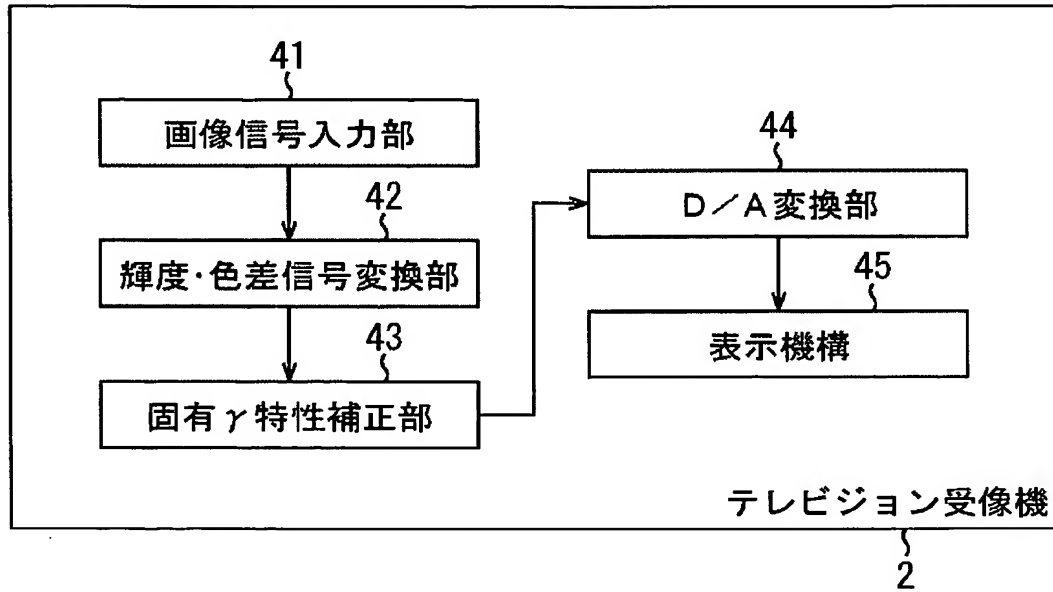 41
画像信号入力部
42
輝度・色差信号変換部
43
固有γ特性補正部
44
D／A変換部
45
表示機構
テレビジョン受像機
2